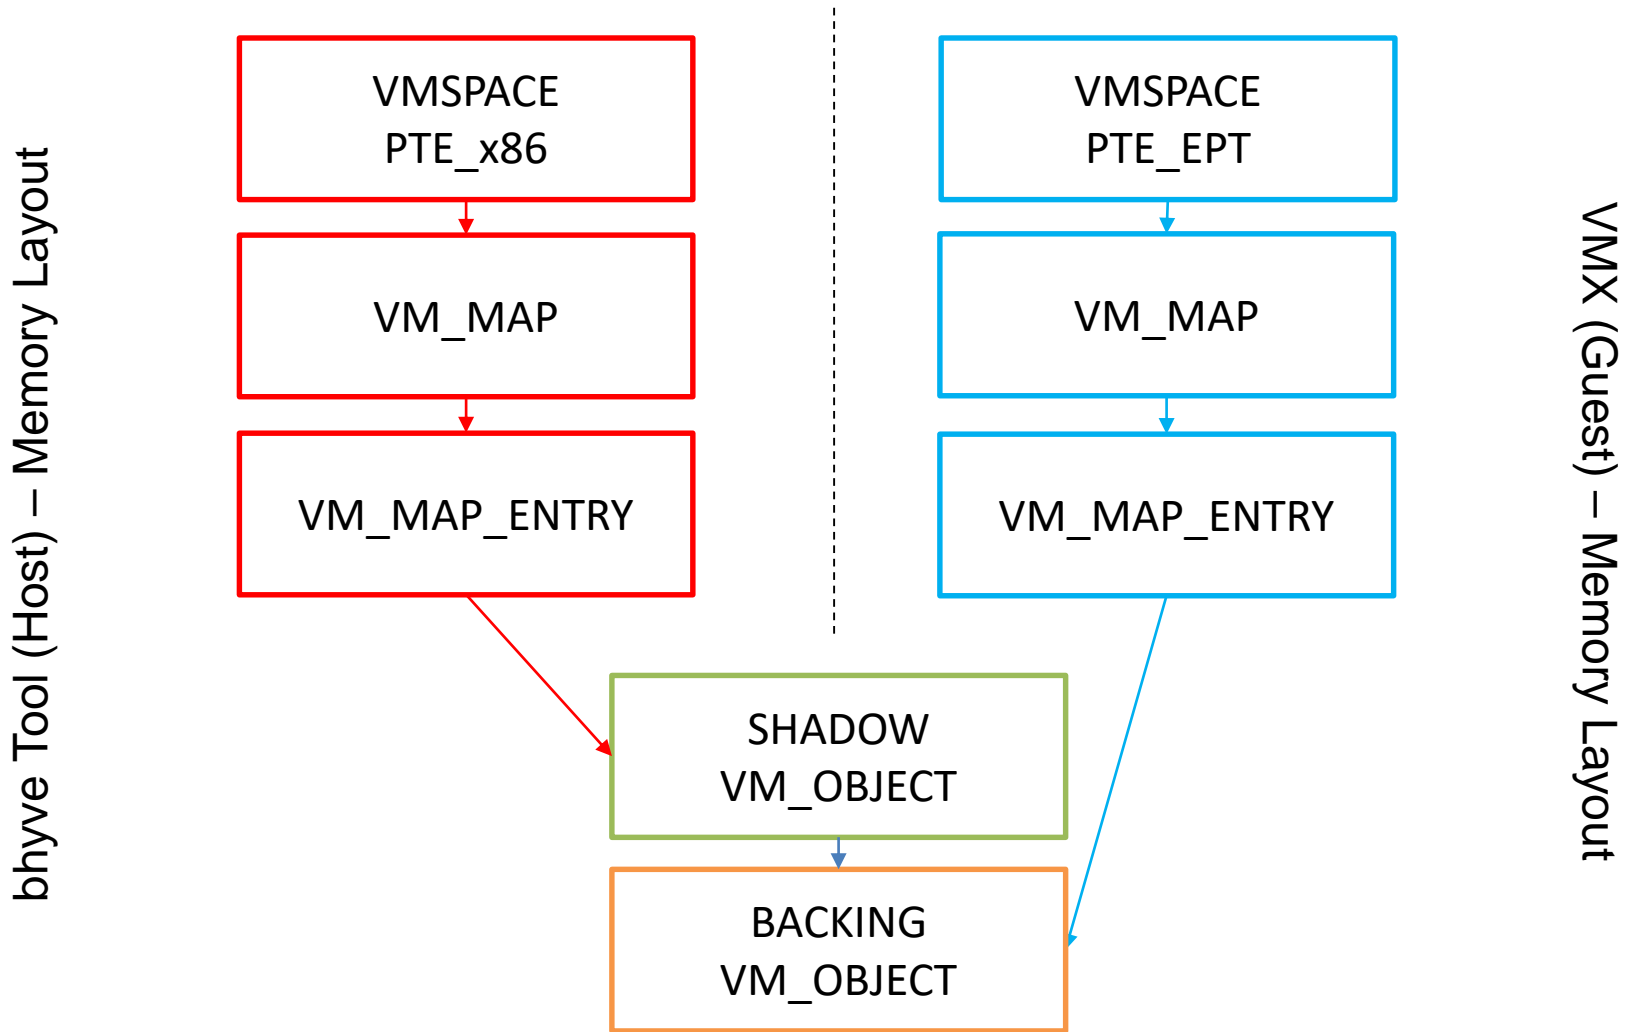 bhyve Tool (Host) – Memory Layout
VMSPACE
PTE_x86
VM_MAP
VM_MAP_ENTRY
VMSPACE
PTE_EPT
VM_MAP
VM_MAP_ENTRY
SHADOW
VM_OBJECT
BACKING
VM_OBJECT
VMX (Guest) – Memory Layout